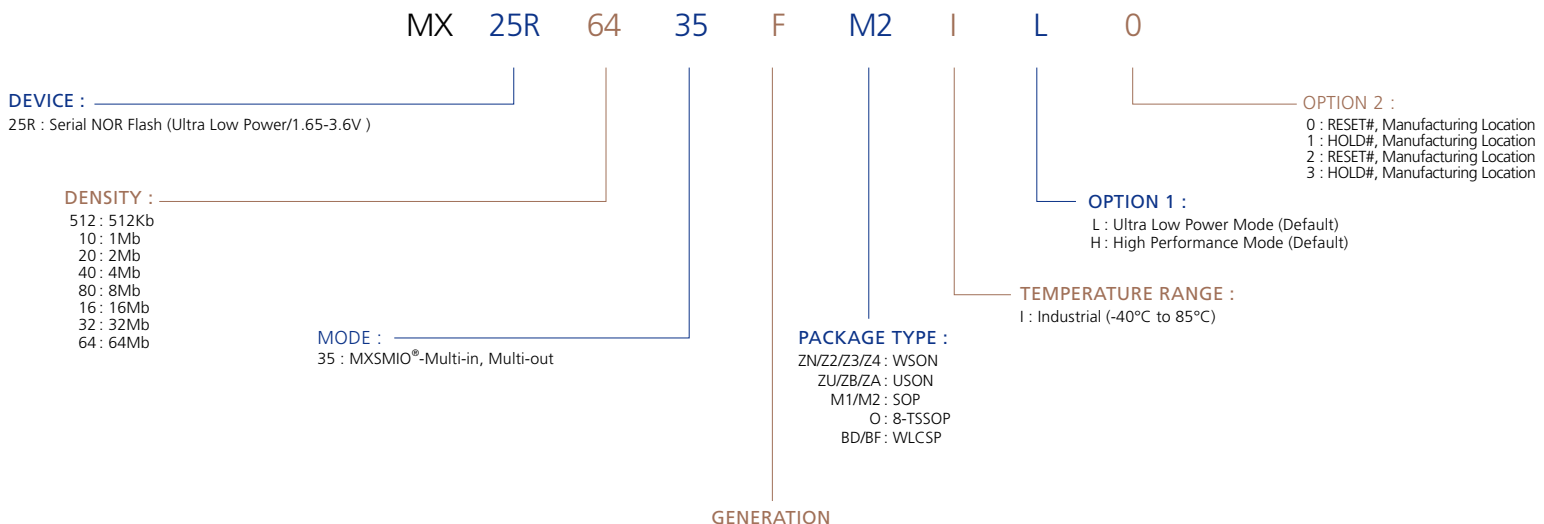 MX 25R 64 35 F M2 I L 0
DEVICE :
25R : Serial NOR Flash (Ultra Low Power/1.65-3.6V )
OPTION 2 :
0 : RESET#, Manufacturing Location
1 : HOLD#, Manufacturing Location
2 : RESET#, Manufacturing Location
3 : HOLD#, Manufacturing Location
DENSITY :
512 : 512Kb
10 : 1Mb
20 : 2Mb
40 : 4Mb
80 : 8Mb
16 : 16Mb
32 : 32Mb
64 : 64Mb
OPTION 1 :
L : Ultra Low Power Mode (Default)
H : High Performance Mode (Default)
TEMPERATURE RANGE :
I : Industrial (-40°C to 85°C)
MODE :
35 : MXSMIO®-Multi-in, Multi-out
PACKAGE TYPE :
ZN/Z2/Z3/Z4 : WSON
ZU/ZB/ZA : USON
M1/M2 : SOP
O : 8-TSSOP
BD/BF : WLCSP
GENERATION